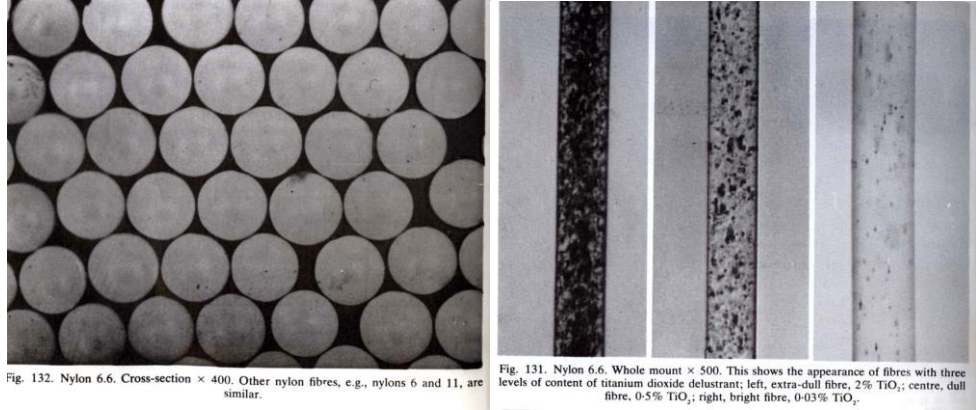 Fig. 132. Nylon 6.6. Cross-section × 400. Other nylon fibres, e.g., nylons 6 and 11, are
similar.
Fig. 131. Nylon 6.6. Whole mount × 500. This shows the appearance of fibres with three
levels of content of titanium dioxide delustrant; left, extra-dull fibre, 2% TiO₂; centre, dull
fibre, 0·5% TiO₂; right, bright fibre, 0·03% TiO₂.